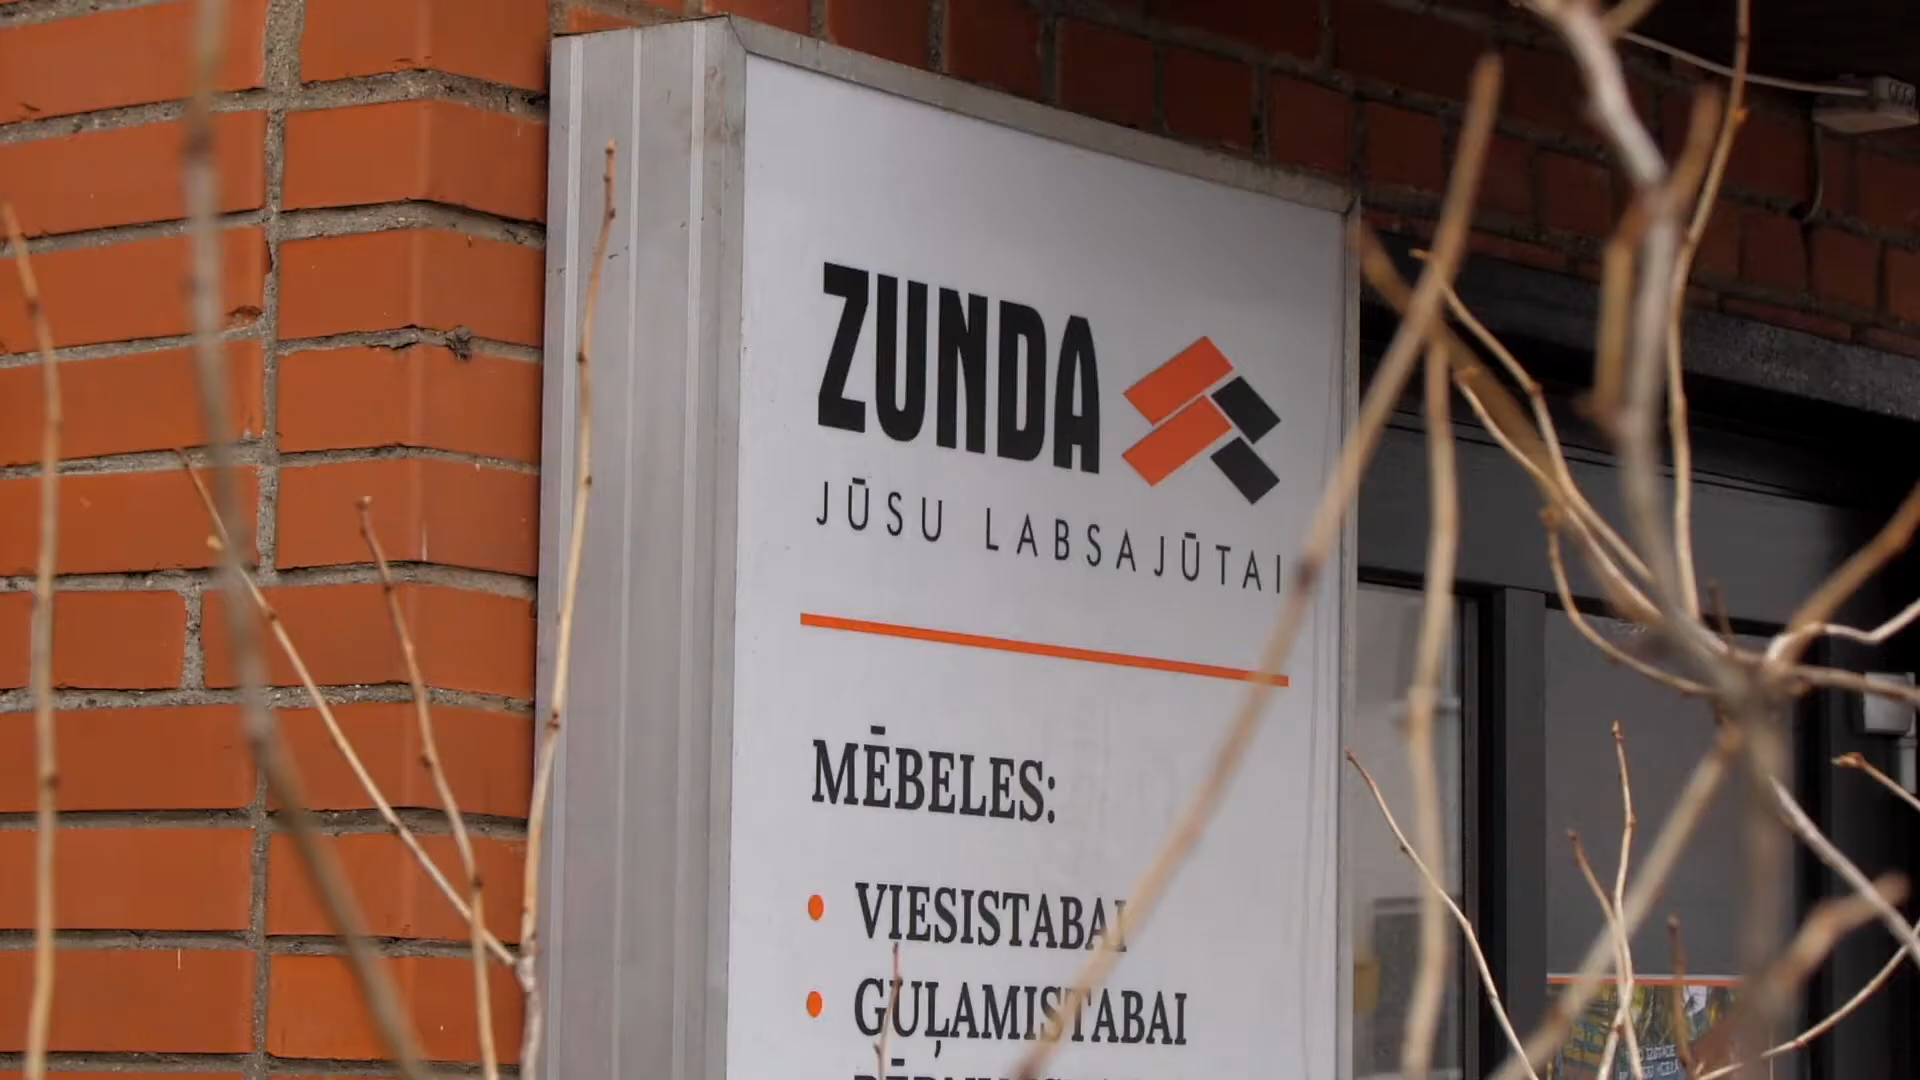 ZUNDA
JŪSU LABSAJŪTAI
MĒBELES:
• VIESISTABAI
• GUĻAMISTABAI